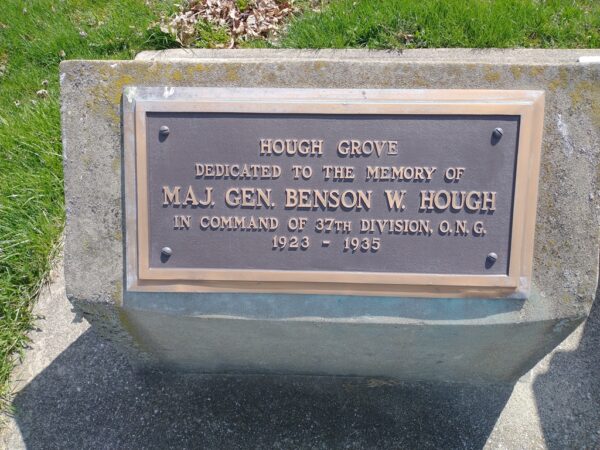 HOUGH GROVE
DEDICATED TO THE MEMORY OF
MAJ. GEN. BENSON W. HOUGH
IN COMMAND OF 37TH DIVISION, O.N.G.
1923 - 1935